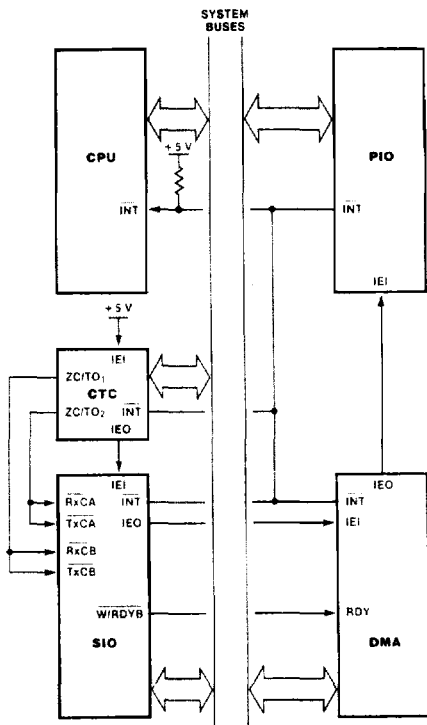 SYSTEM
BUSES
CPU
+5 V
INT
PIO
INT
IEI
+5 V
IEI
ZC/TO1
CTC
ZC/TO2
INT
IEO
IEI
RxCA
INT
TxCA
IEO
RxCB
TxCB
W/RDYB
SIO
IEO
INT
IEI
RDY
DMA